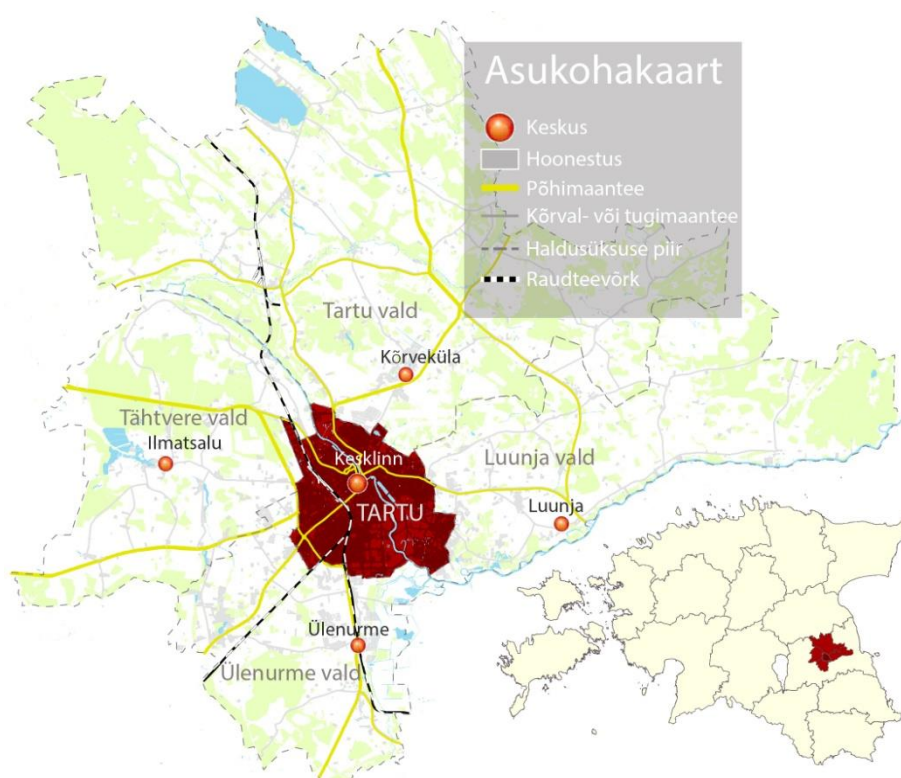 Asukohakaart
Keskus
Hoonestus
Põhimaantee
Kõrval- või tugimaantee
Haldusüksuse piir
Raudteevõrk
Tartu vald
Kõrveküla
Tähtvere vald
Ilmatsalu
Kesklinn
Luunja vald
TARTU
Luunja
Ülenurme
Ülenurme vald